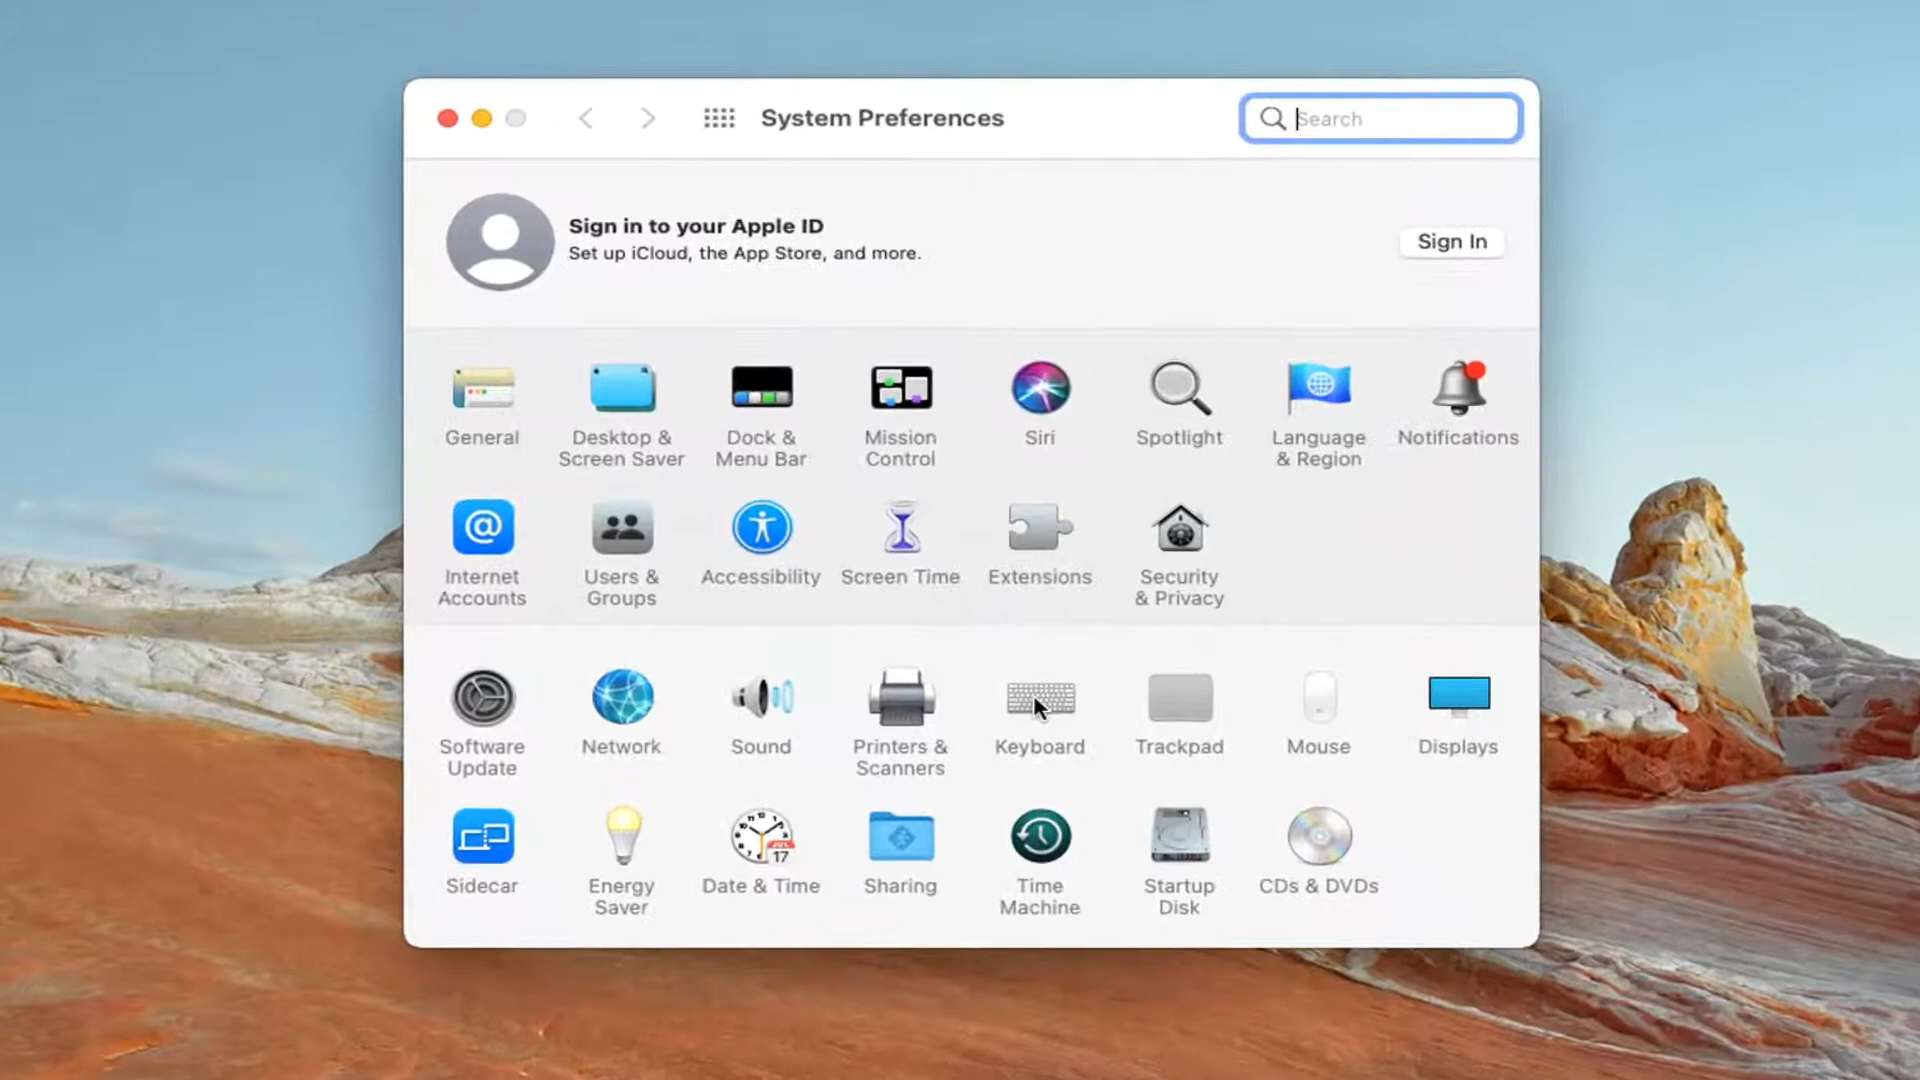 System Preferences
Search
Sign in to your Apple ID
Set up iCloud, the App Store, and more.
Sign In
General
Desktop &
Screen Saver
Dock &
Menu Bar
Mission
Control
Siri
Spotlight
Language
& Region
Notifications
Internet
Accounts
Users &
Groups
Accessibility
Screen Time
Extensions
Security
& Privacy
Software
Update
Network
Sound
Printers &
Scanners
Keyboard
Trackpad
Mouse
Displays
Sidecar
Energy
Saver
JUL
17
Date & Time
Sharing
Time
Machine
Startup
Disk
CDs & DVDs